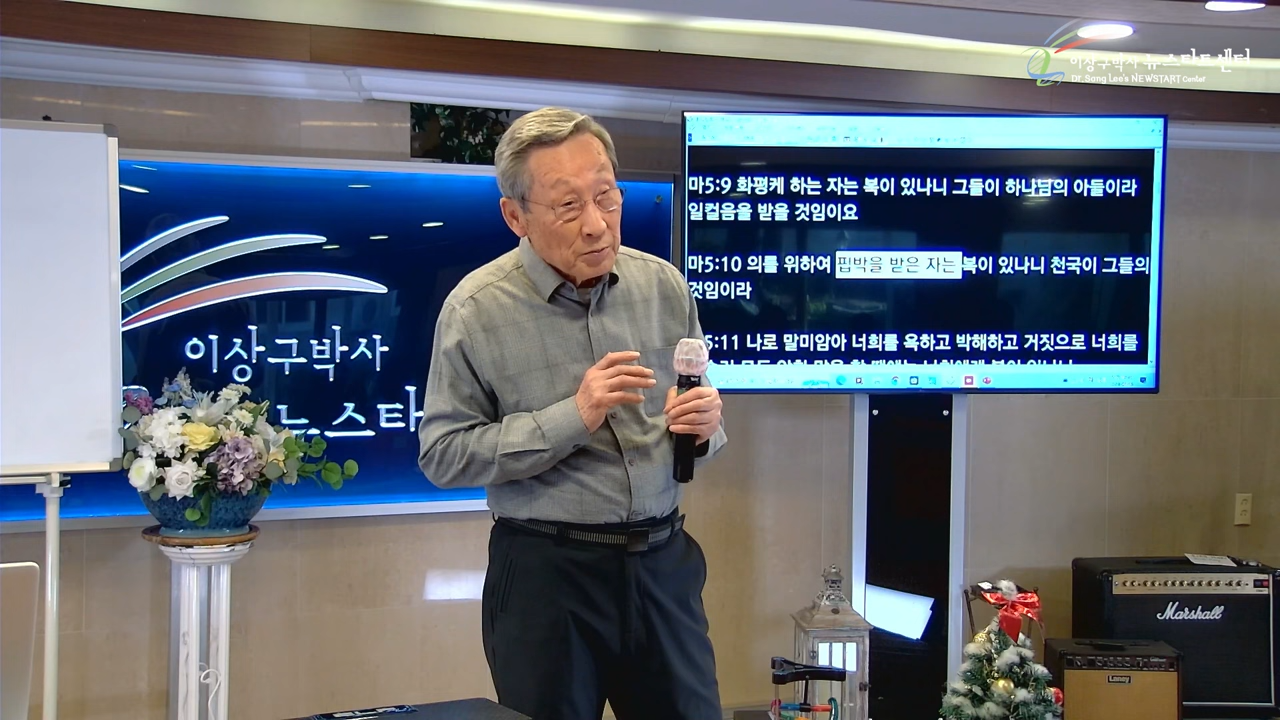 이상구박사 뉴스타트센터
Dr. Sang Lee's NEWSTART Center
마5:9 화평케 하는 자는 복이 있나니 그들이 하나님의 아들이라
일컬음을 받을 것임이요
마5:10 의를 위하여 핍박을 받은 자는 복이 있나니 천국이 그들의
것임이라
5:11 나로 말미암아 너희를 욕하고 박해하고 거짓으로 너희를
이상구박사
뉴스타
Marshall
Laney